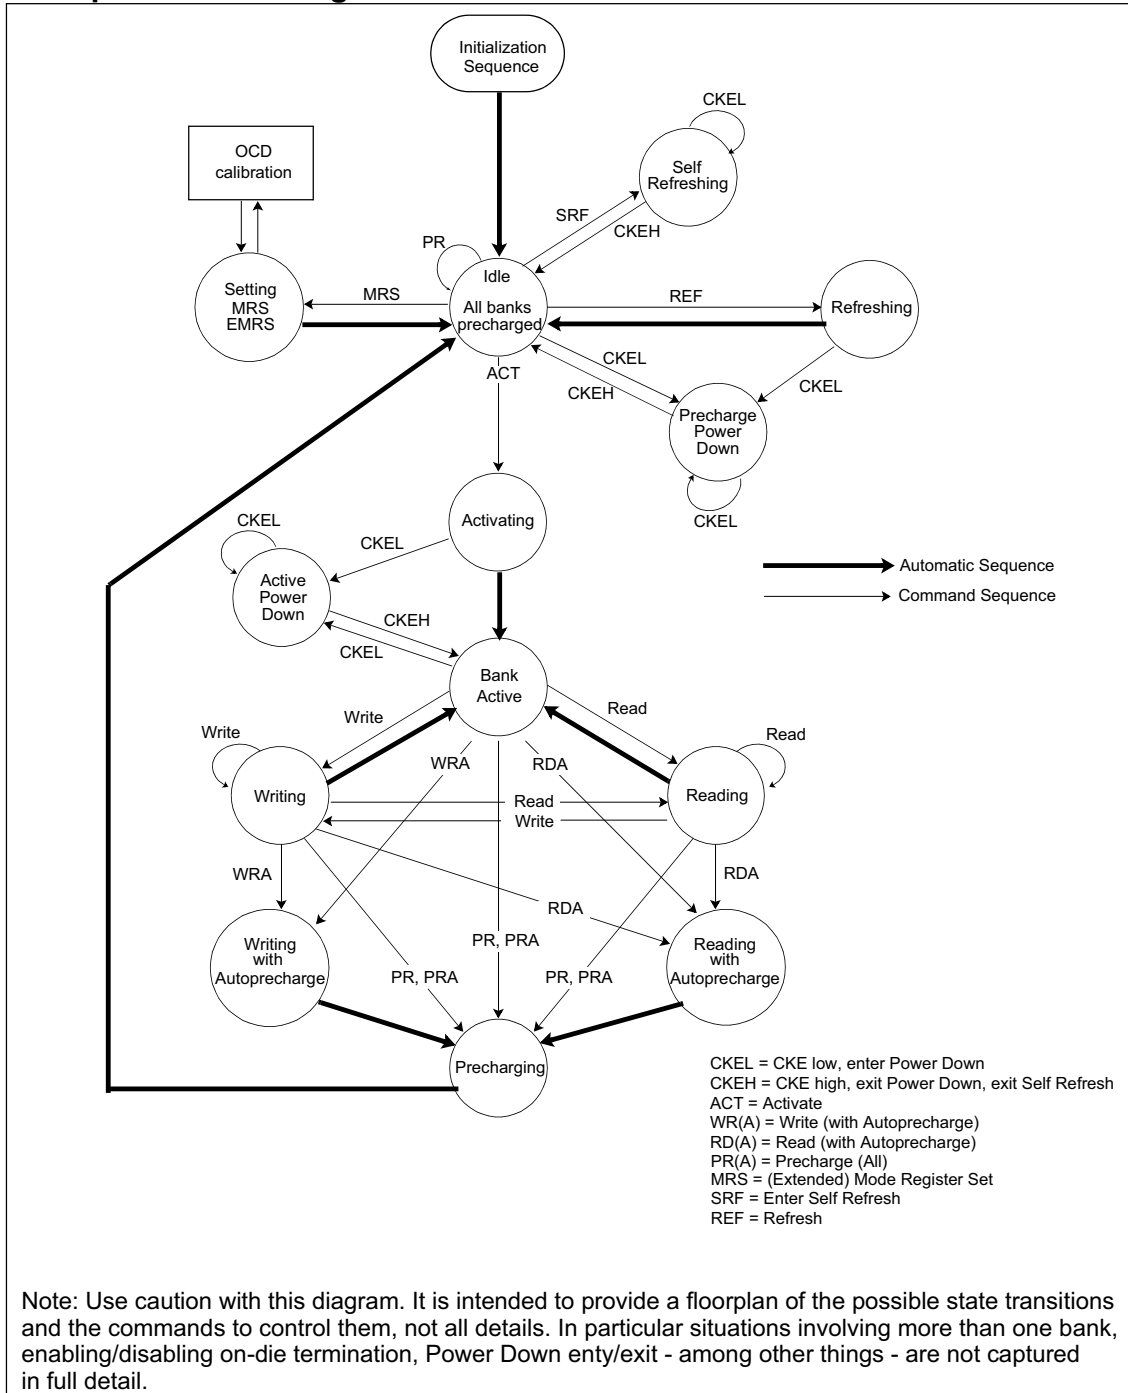 Initialization
Sequence
CKEL
OCD
calibration
Self
Refreshing
SRF
CKEH
PR
Idle
All banks
precharged
Setting
MRS
EMRS
MRS
REF
Refreshing
CKEL
CKEH
ACT
CKEL
Precharge
Power
Down
CKEL
Activating
CKEL
CKEL
Active
Power
Down
Automatic Sequence
Command Sequence
CKEH
CKEL
Bank
Active
Write
Read
Write
Read
WRA
RDA
Writing
Read
Write
Reading
WRA
RDA
RDA
Writing
with
Autoprecharge
PR, PRA
Reading
with
Autoprecharge
PR, PRA
PR, PRA
Precharging
CKEL = CKE low, enter Power Down
CKEH = CKE high, exit Power Down, exit Self Refresh
ACT = Activate
WR(A) = Write (with Autoprecharge)
RD(A) = Read (with Autoprecharge)
PR(A) = Precharge (All)
MRS = (Extended) Mode Register Set
SRF = Enter Self Refresh
REF = Refresh
Note: Use caution with this diagram. It is intended to provide a floorplan of the possible state transitions
and the commands to control them, not all details. In particular situations involving more than one bank,
enabling/disabling on-die termination, Power Down enty/exit - among other things - are not captured
in full detail.